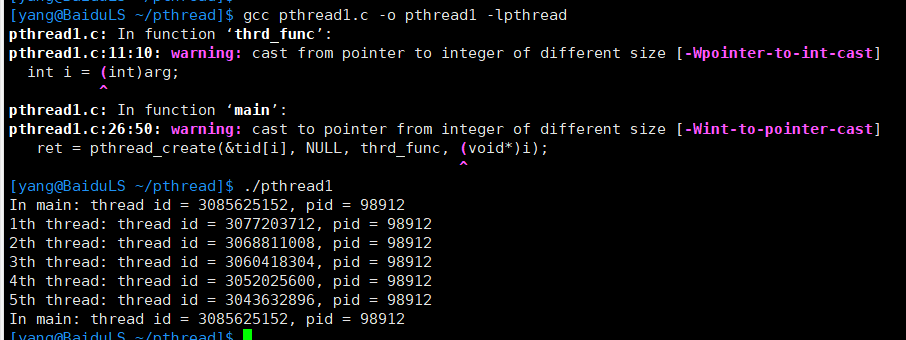 [yang@BaiduLS ~/pthread]$ gcc pthread1.c -o pthread1 -lpthread
pthread1.c: In function ‘thrd_func’:
pthread1.c:11:10: warning: cast from pointer to integer of different size [-Wpointer-to-int-cast]
  int i = (int)arg;
          ^
pthread1.c: In function ‘main’:
pthread1.c:26:50: warning: cast to pointer from integer of different size [-Wint-to-pointer-cast]
   ret = pthread_create(&tid[i], NULL, thrd_func, (void*)i);
                                                  ^
[yang@BaiduLS ~/pthread]$ ./pthread1
In main: thread id = 3085625152, pid = 98912
1th thread: thread id = 3077203712, pid = 98912
2th thread: thread id = 3068811008, pid = 98912
3th thread: thread id = 3060418304, pid = 98912
4th thread: thread id = 3052025600, pid = 98912
5th thread: thread id = 3043632896, pid = 98912
In main: thread id = 3085625152, pid = 98912
[yang@BaiduLS ~/pthread]$